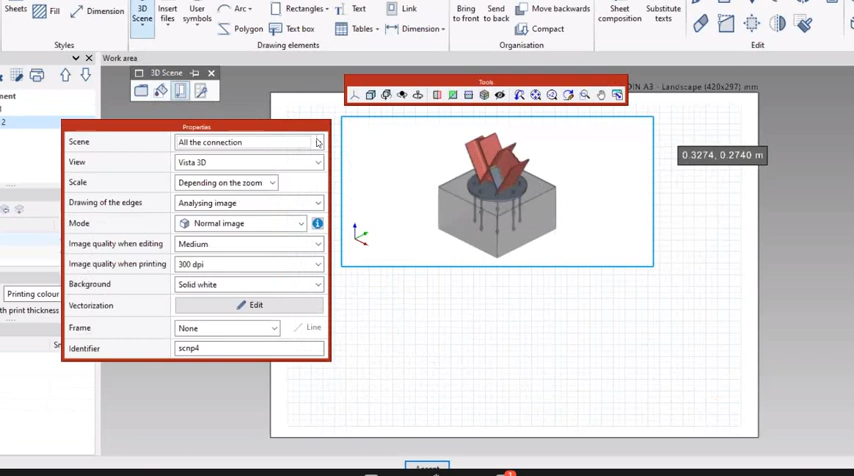 Sheets
Fill
Dimension
Styles
3D
Scene
Insert
files
User
symbols
Arc
Polygon
Rectangles
Text box
Text
Tables
Link
Dimension
Drawing elements
Bring
to front
Send
to back
Move backwards
Compact
Organisation
Sheet
composition
Substitute
texts
Edit
Work area
3D Scene
Tools
DIN A3 - Landscape (420x297) mm
2
Properties
Scene
All the connection
View
Vista 3D
Scale
Depending on the zoom
Drawing of the edges
Analysing image
Mode
Normal image
Image quality when editing
Medium
Image quality when printing
300 dpi
Background
Solid white
Vectorization
Edit
Frame
None
Line
Identifier
scnp4
0.3274, 0.2740 m
Printing colour
th print thickness